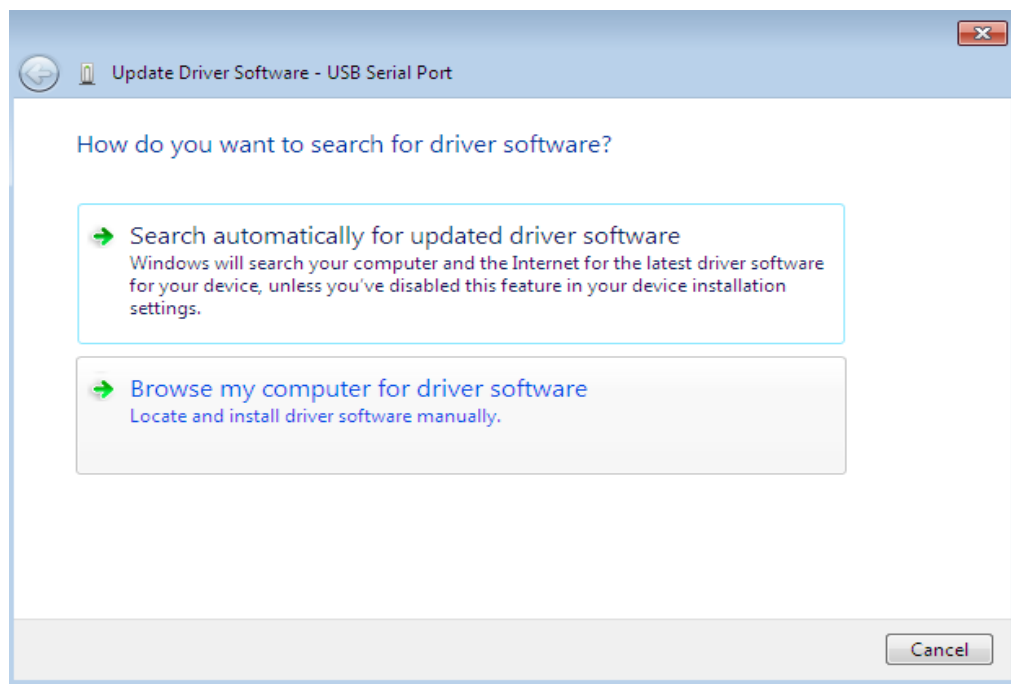 Update Driver Software - USB Serial Port
How do you want to search for driver software?
Search automatically for updated driver software
Windows will search your computer and the Internet for the latest driver software
for your device, unless you've disabled this feature in your device installation
settings.
Browse my computer for driver software
Locate and install driver software manually.
Cancel